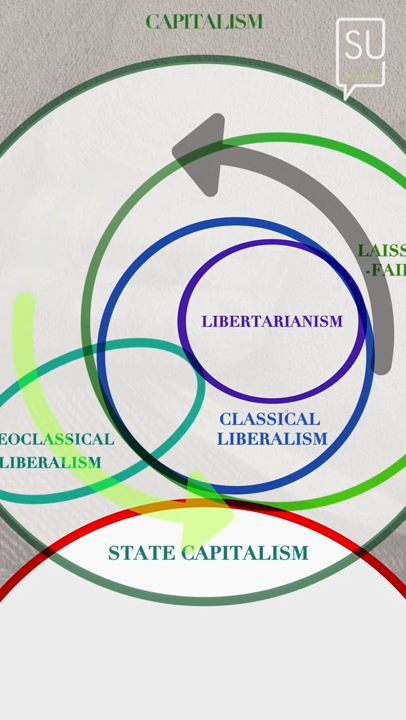 CAPITALISM
SU
LAISS
-FAI
LIBERTARIANISM
CLASSICAL
LIBERALISM
EOCLASSICAL
LIBERALISM
STATE CAPITALISM